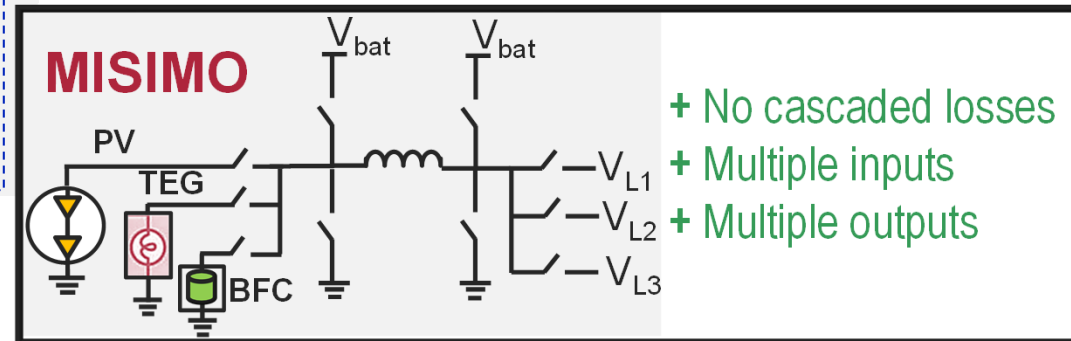 MISIMO
Vbat
Vbat
PV
TEG
BFC
VL1
VL2
VL3
+ No cascaded losses
+ Multiple inputs
+ Multiple outputs